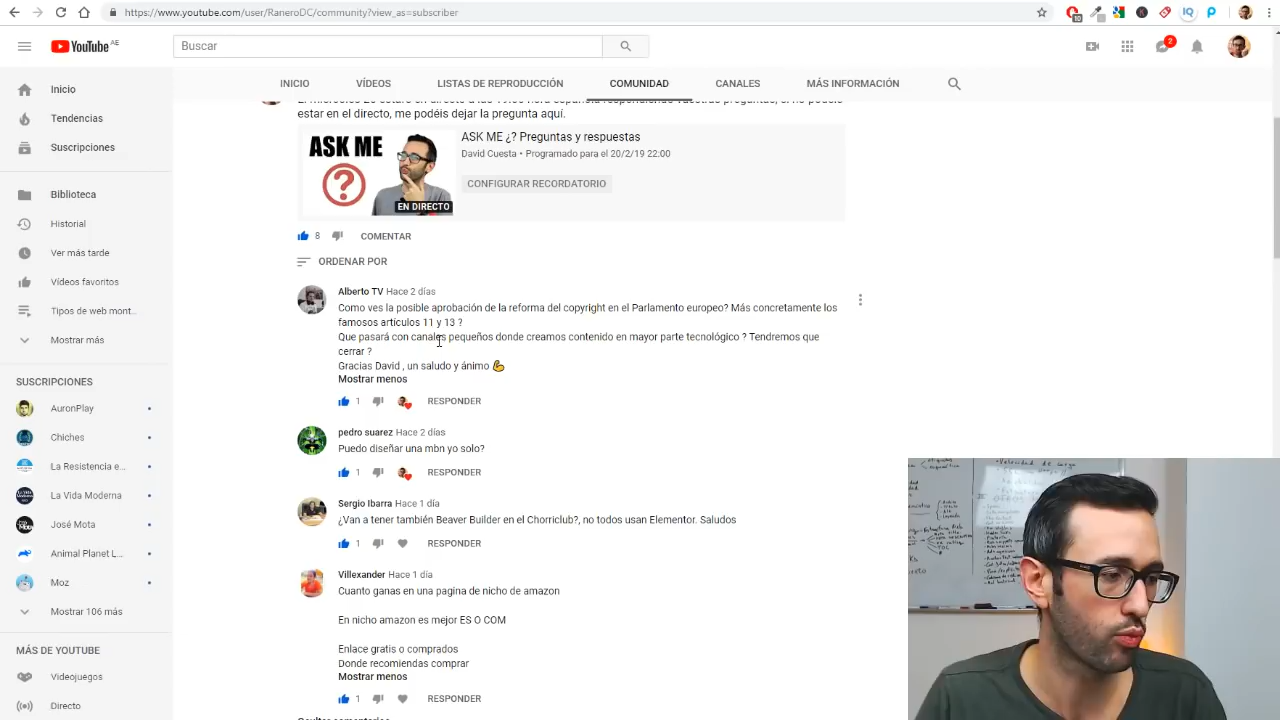 https://www.youtube.com/user/RaneroDC/community?view_as=subscriber
10
YouTube AE
Buscar
2
INICIO VÍDEOS LISTAS DE REPRODUCCIÓN COMUNIDAD CANALES MÁS INFORMACIÓN
Inicio
Tendencias
Suscripciones
Biblioteca
Historial
Ver más tarde
Vídeos favoritos
Tipos de web mont...
Mostrar más
SUSCRIPCIONES
AuronPlay
Chiches
La Resistencia e...
La Vida Moderna
José Mota
Animal Planet L...
Moz
Mostrar 106 más
MÁS DE YOUTUBE
Videojuegos
Directo
estar en el directo, me podéis dejar la pregunta aquí.
ASK ME
?
EN DIRECTO
ASK ME ¿? Preguntas y respuestas
David Cuesta • Programado para el 20/2/19 22:00
CONFIGURAR RECORDATORIO
8 COMENTAR
ORDENAR POR
Alberto TV Hace 2 días
Como ves la posible aprobación de la reforma del copyright en el Parlamento europeo? Más concretamente los
famosos artículos 11 y 13 ?
Que pasará con canales pequeños donde creamos contenido en mayor parte tecnológico ? Tendremos que
cerrar ?
Gracias David , un saludo y ánimo 💪
Mostrar menos
1 RESPONDER
pedro suarez Hace 2 días
Puedo diseñar una mbn yo solo?
1 RESPONDER
Sergio Ibarra Hace 1 día
¿Van a tener también Beaver Builder en el Chorriclub?, no todos usan Elementor. Saludos
1 RESPONDER
Villexander Hace 1 día
Cuanto ganas en una pagina de nicho de amazon
En nicho amazon es mejor ES O COM
Enlace gratis o comprados
Donde recomiendas comprar
Mostrar menos
1 RESPONDER